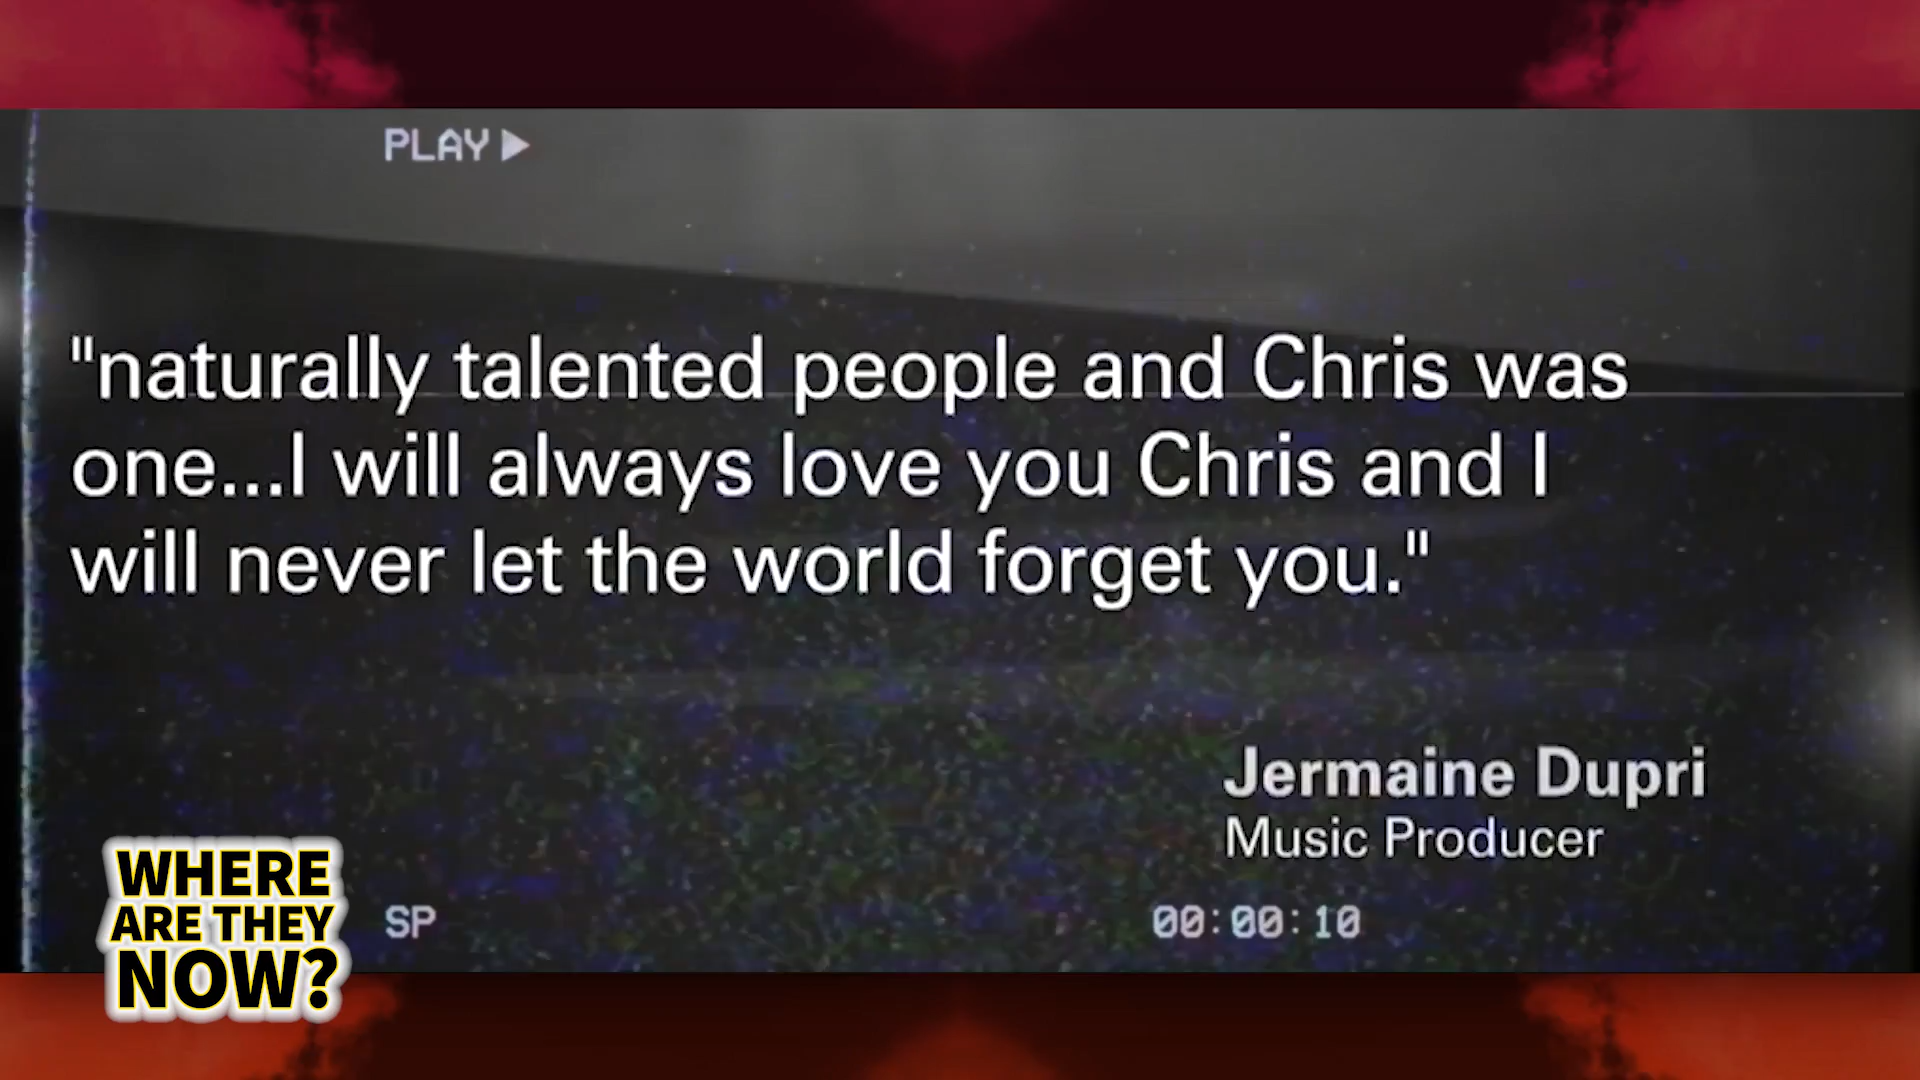 PLAY
"naturally talented people and Chris was
one...I will always love you Chris and I
will never let the world forget you."
Jermaine Dupri
Music Producer
WHERE
ARE THEY
NOW?
SP
00:00:10